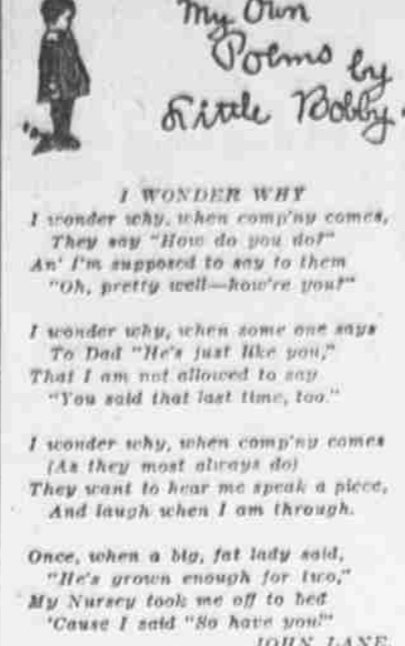 My Own
Poems by
Little Bobby.
I WONDER WHY
I wonder why, when comp'ny comes,
They say "How do you do?"
An' I'm supposed to say to them
"Oh, pretty well—how're you?"
I wonder why, when some one says
To Dad "He's just like you,"
That I am not allowed to say
"You said that last time, too."
I wonder why, when comp'ny comes
(As they most always do)
They want to hear me speak a piece,
And laugh when I am through.
Once, when a big, fat lady said,
"He's grown enough for two,"
My Nursey took me off to bed
'Cause I said "So have you!"
JOHN LANE.